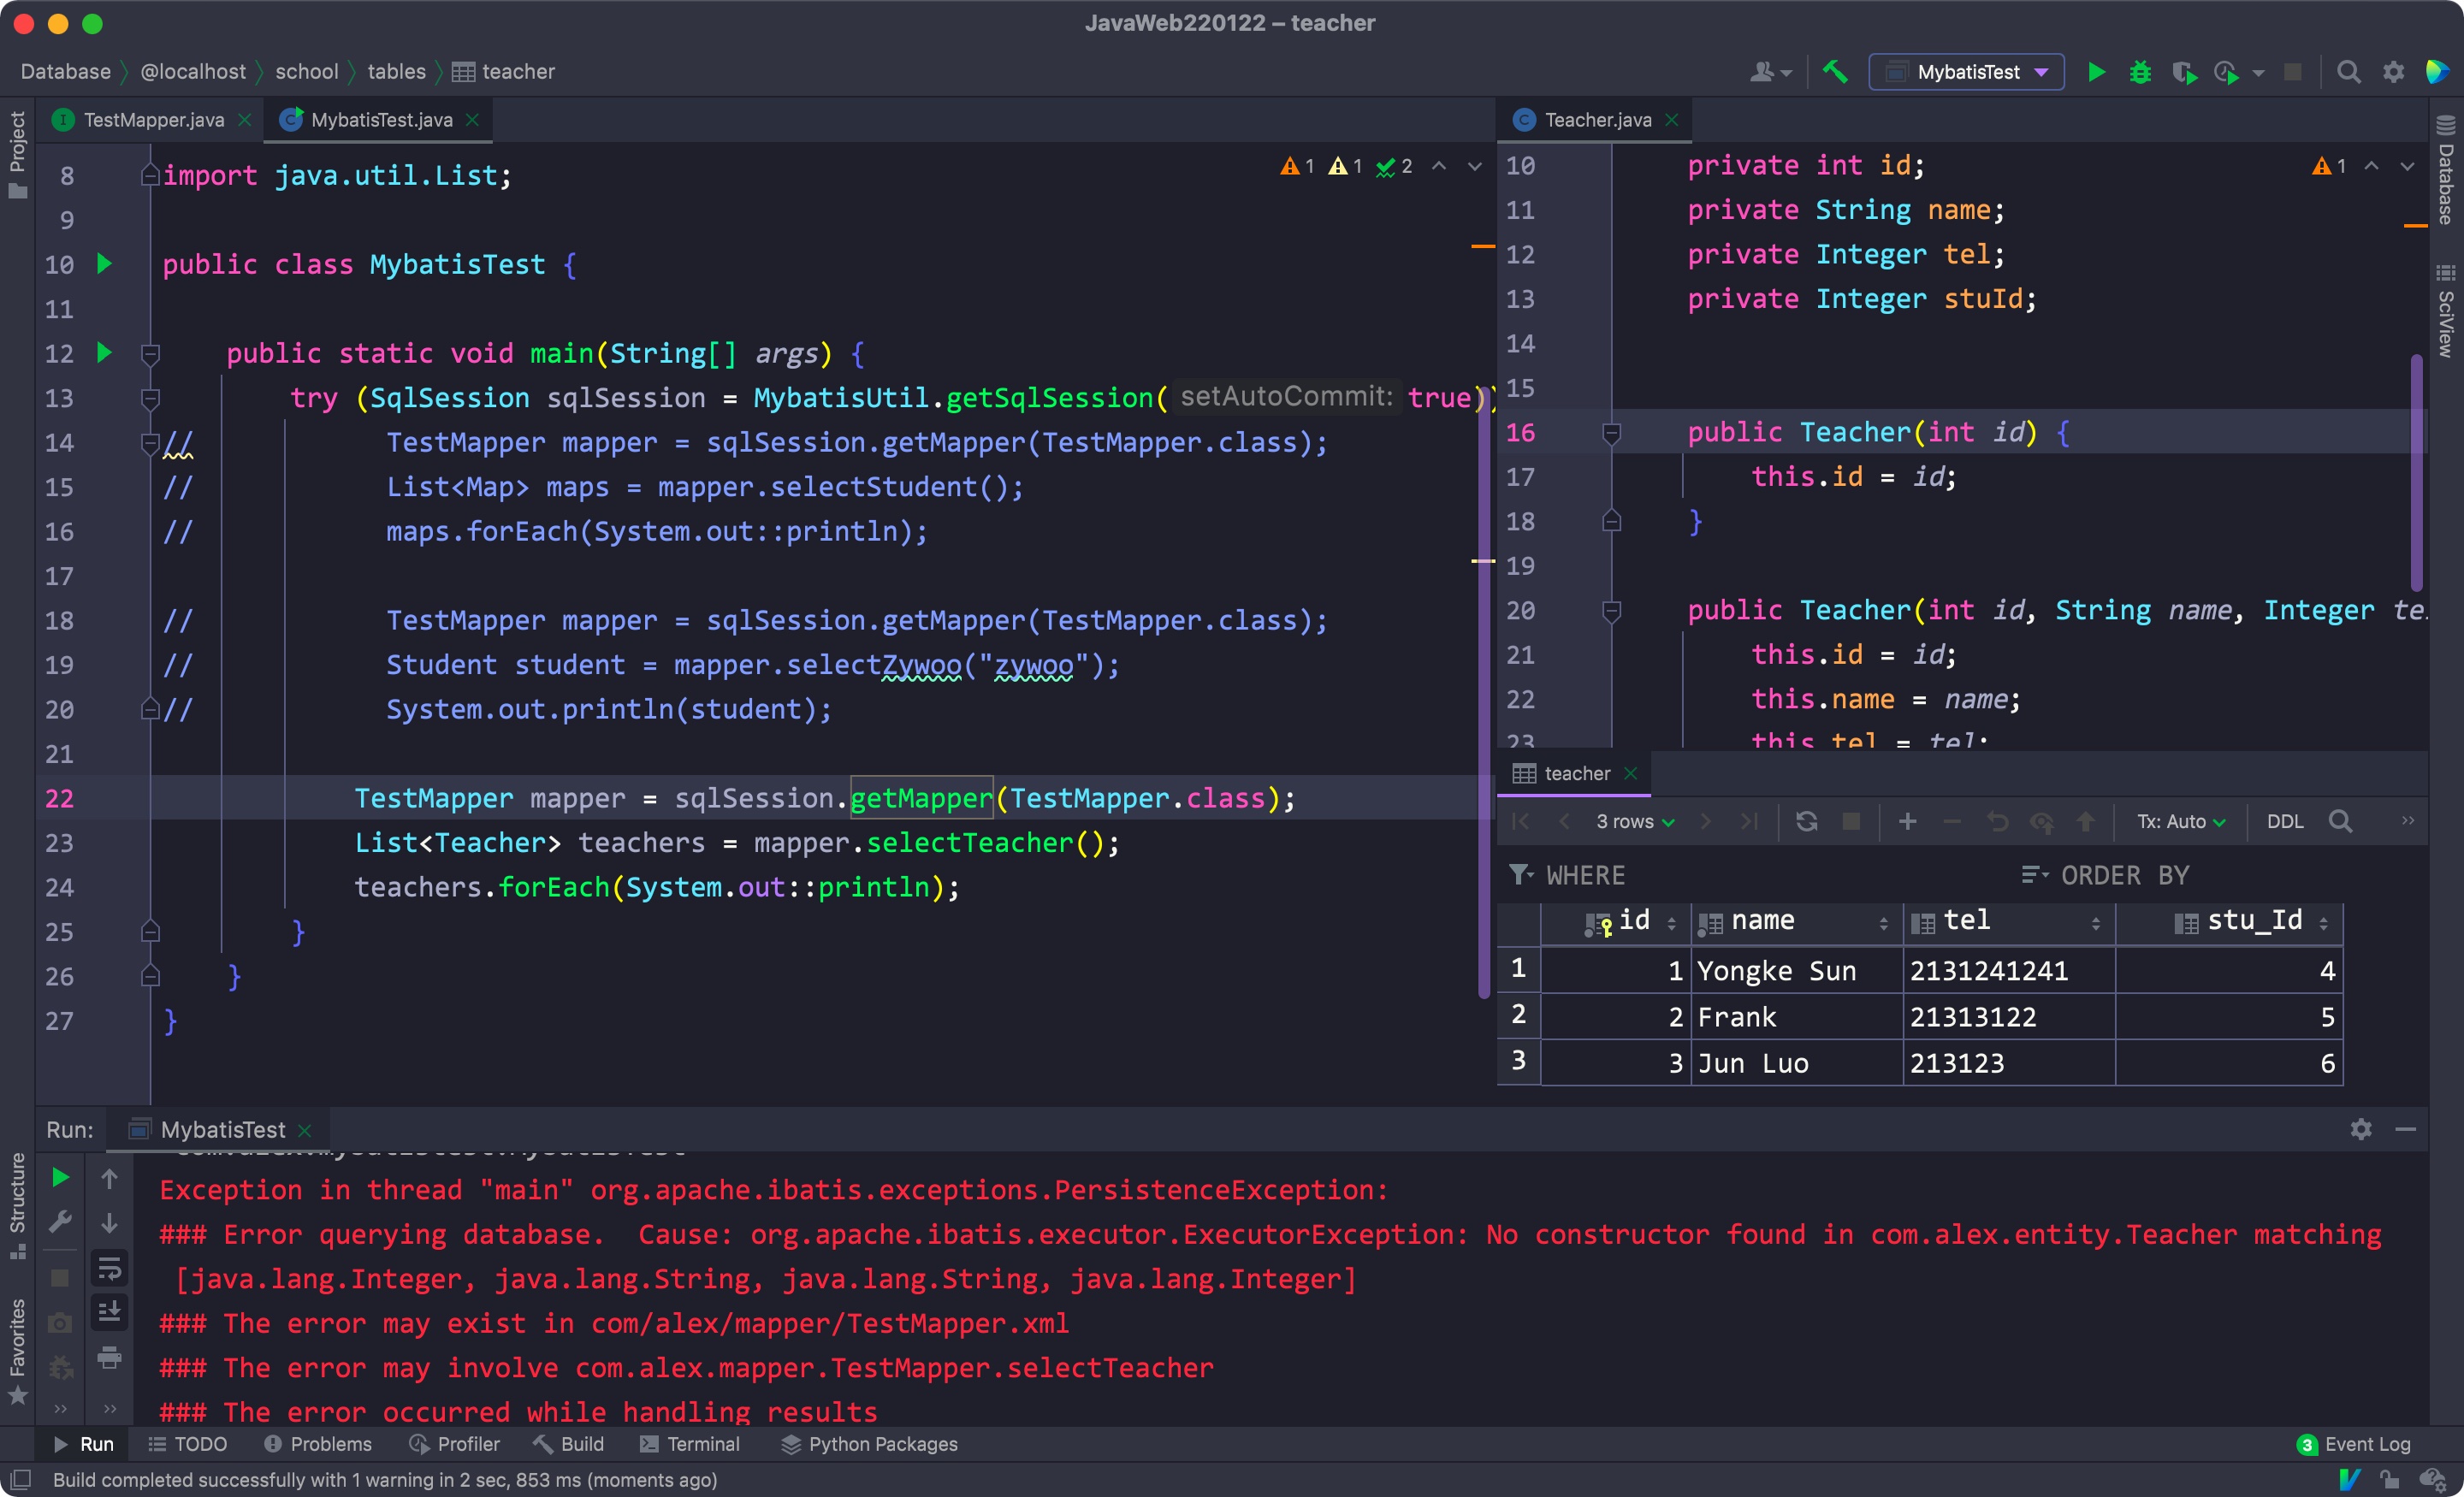 JavaWeb220122 – teacher
Database
@localhost
school
tables
teacher
MybatisTest
Project
TestMapper.java
MybatisTest.java
1 1 2
8 import java.util.List;
9
10 public class MybatisTest {
11
12 public static void main(String[] args) {
13 try (SqlSession sqlSession = MybatisUtil.getSqlSession( setAutoCommit: true))
14 // TestMapper mapper = sqlSession.getMapper(TestMapper.class);
15 // List<Map> maps = mapper.selectStudent();
16 // maps.forEach(System.out::println);
17
18 // TestMapper mapper = sqlSession.getMapper(TestMapper.class);
19 // Student student = mapper.selectZywoo("zywoo");
20 // System.out.println(student);
21
22 TestMapper mapper = sqlSession.getMapper(TestMapper.class);
23 List<Teacher> teachers = mapper.selectTeacher();
24 teachers.forEach(System.out::println);
25 }
26 }
27 }
Teacher.java
1
10 private int id;
11 private String name;
12 private Integer tel;
13 private Integer stuId;
14
15
16 public Teacher(int id) {
17 this.id = id;
18 }
19
20 public Teacher(int id, String name, Integer te
21 this.id = id;
22 this.name = name;
23 this.tel = tel;
Database
SciView
teacher
3 rows
Tx: Auto
DDL
WHERE
ORDER BY
id name tel stu_Id
1 1 Yongke Sun 2131241241 4
2 2 Frank 21313122 5
3 3 Jun Luo 213123 6
Run:
MybatisTest
com.alex.mybatistest.MybatisTest
Exception in thread "main" org.apache.ibatis.exceptions.PersistenceException:
### Error querying database.  Cause: org.apache.ibatis.executor.ExecutorException: No constructor found in com.alex.entity.Teacher matching
[java.lang.Integer, java.lang.String, java.lang.String, java.lang.Integer]
### The error may exist in com/alex/mapper/TestMapper.xml
### The error may involve com.alex.mapper.TestMapper.selectTeacher
### The error occurred while handling results
Structure
Favorites
Run
TODO
Problems
Profiler
Build
Terminal
Python Packages
3 Event Log
Build completed successfully with 1 warning in 2 sec, 853 ms (moments ago)